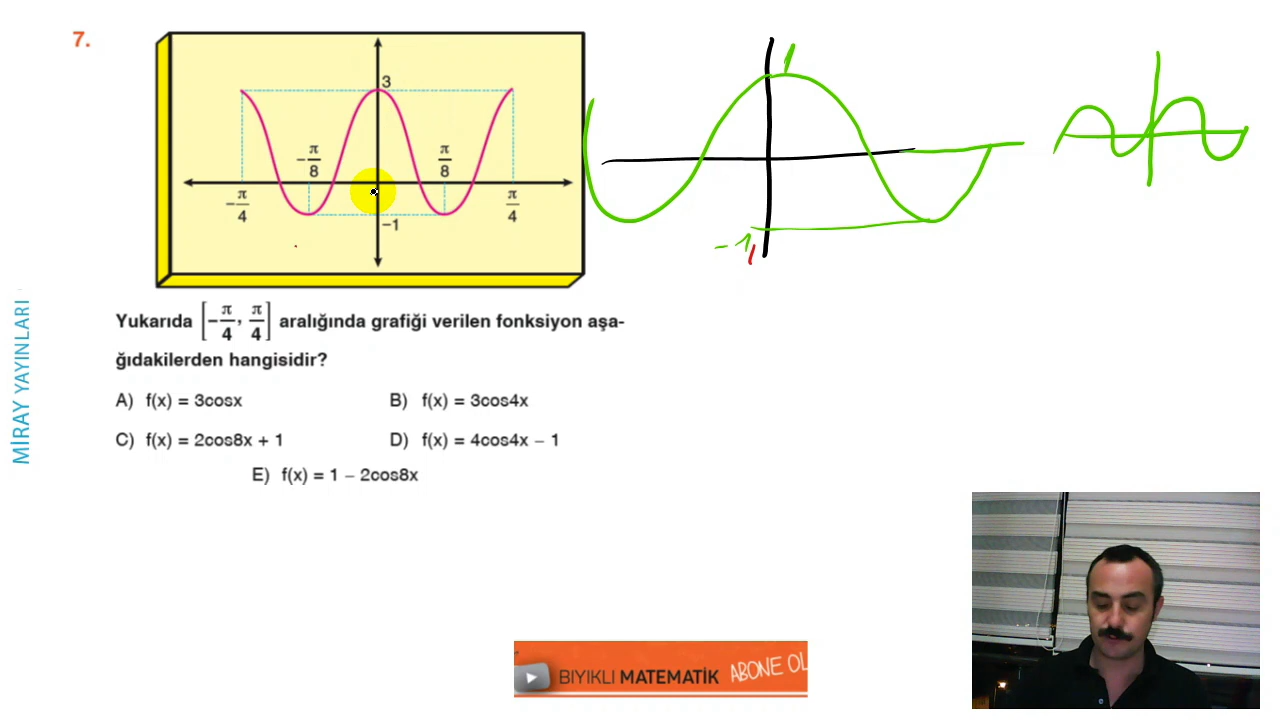 7.
3
π/8
-π/8
-π/4
π/4
-1
1
-1
Yukarıda [-π/4, π/4] aralığında grafiği verilen fonksiyon aşa-
ğıdakilerden hangisidir?
A) f(x) = 3cosx
B) f(x) = 3cos4x
C) f(x) = 2cos8x + 1
D) f(x) = 4cos4x – 1
E) f(x) = 1 – 2cos8x
MİRAY YAYINLARI
BIYIKLI MATEMATİK ABONE OL